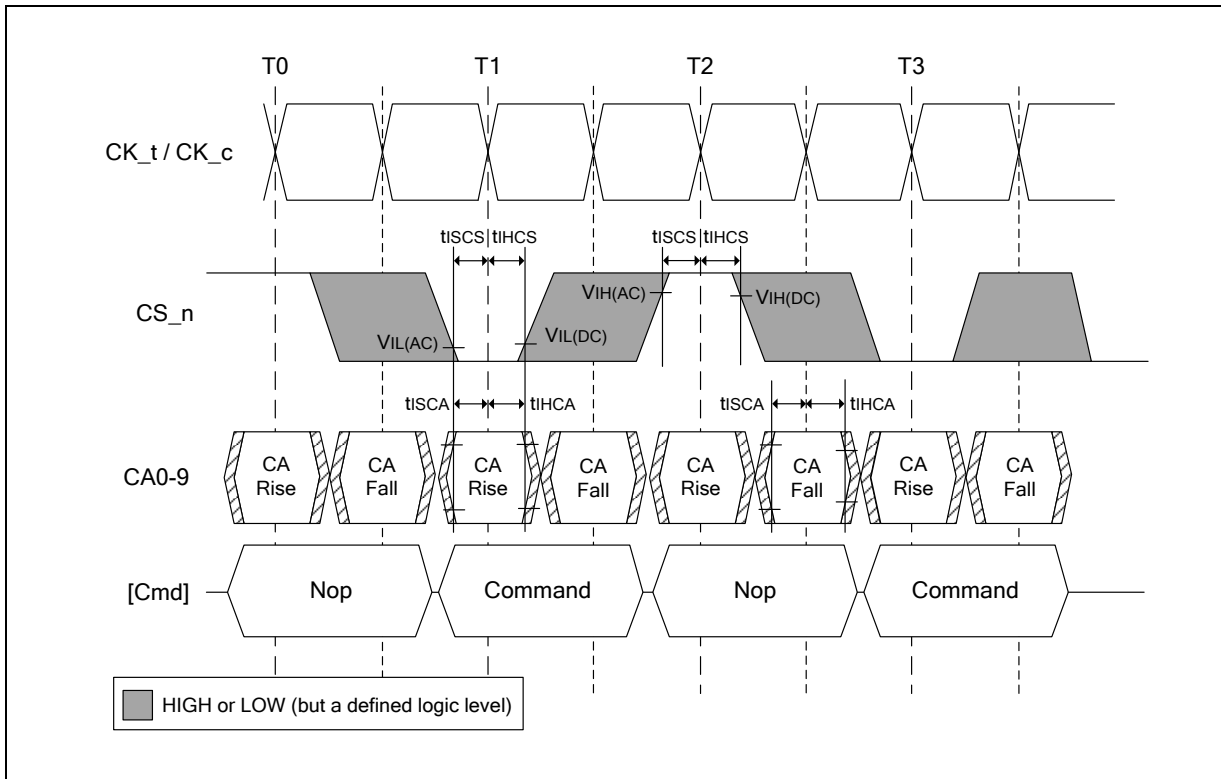 T0 T1 T2 T3
CK_t / CK_c
tISCS tIHCS tISCS tIHCS
CS_n
VIH(AC) VIH(DC)
VIL(AC) VIL(DC)
tISCA tIHCA tISCA tIHCA
CA0-9
CA Rise
CA Fall
CA Rise
CA Fall
CA Rise
CA Fall
CA Rise
CA Fall
[Cmd] Nop Command Nop Command
HIGH or LOW (but a defined logic level)